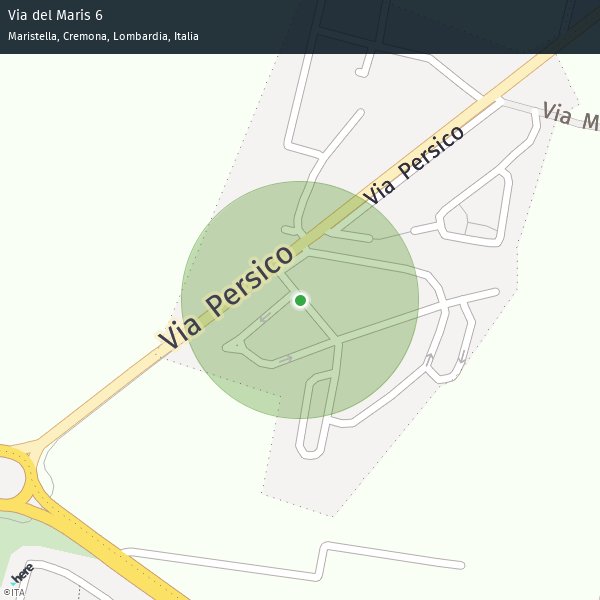 Via del Maris 6
Maristella, Cremona, Lombardia, Italia
Via M
Via Persico
Via Persico
here
©ITA